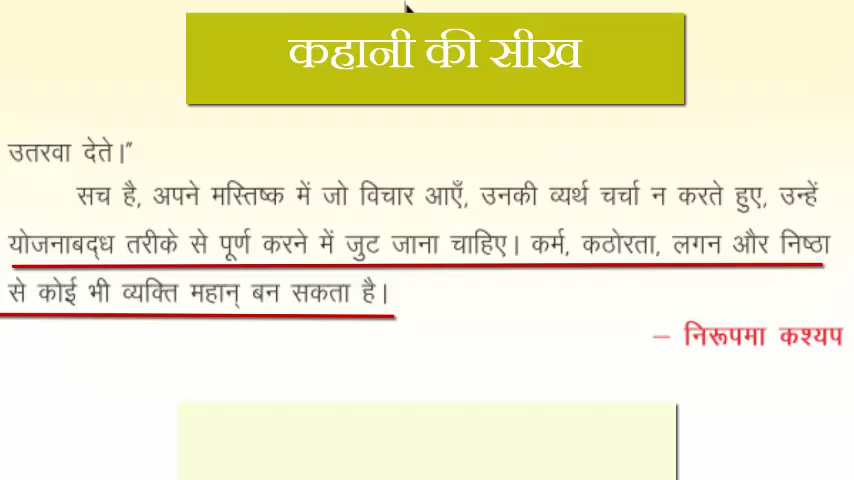 कहानी की सीख
उतरवा देते।”
सच है, अपने मस्तिष्क में जो विचार आएँ, उनकी व्यर्थ चर्चा न करते हुए, उन्हें
योजनाबद्ध तरीके से पूर्ण करने में जुट जाना चाहिए। कर्म, कठोरता, लगन और निष्ठा
से कोई भी व्यक्ति महान् बन सकता है।
– निरूपमा कश्यप